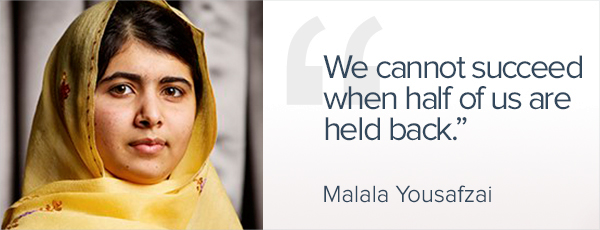 “
We cannot succeed
when half of us are
held back.”
Malala Yousafzai